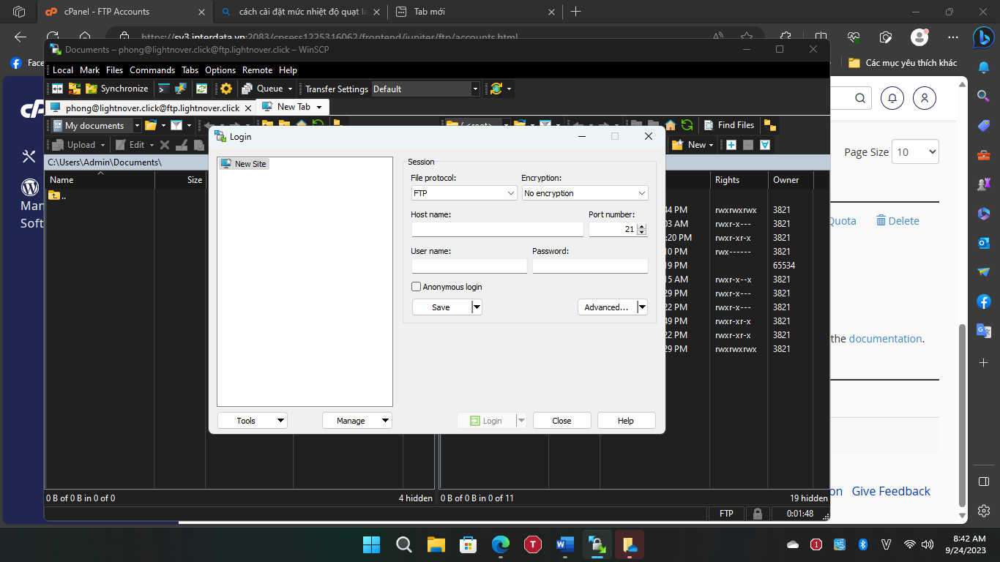 cPanel - FTP Accounts
cách cài đặt mức nhiệt độ quạt là
Tab mới
https://sv3.interdata.vn:2083/cpsess1225316062/frontend/jupiter/ftp/accounts.html
Face
Các mục yêu thích khác
Documents – phong@lightnover.click@ftp.lightnover.click – WinSCP
Local Mark Files Commands Tabs Options Remote Help
Synchronize Queue Transfer Settings Default
phong@lightnover.click@ftp.lightnover.click New Tab
My documents / <root> Find Files
Upload Edit New
C:\Users\Admin\Documents\
Name Size Rights Owner
..
44 PM rwxrwxrwx 3821
03 AM rwxr-x--- 3821
:20 PM rwxr-xr-x 3821
10 PM rwx------ 3821
19 PM 65534
15 AM rwxr-x--x 3821
29 PM rwxr-x--- 3821
22 PM rwxr-x--- 3821
49 PM rwxr-xr-x 3821
22 PM rwxr-xr-x 3821
29 PM rwxrwxrwx 3821
Login
New Site
Session
File protocol: Encryption:
FTP No encryption
Host name: Port number:
21
User name: Password:
Anonymous login
Save Advanced...
Tools Manage Login Close Help
0 B of 0 B in 0 of 0 4 hidden 0 B of 0 B in 0 of 11 19 hidden
FTP 0:01:48
cP
Man
Soft
Page Size 10
Quota Delete
the documentation.
on Give Feedback
T
1
V
8:42 AM
9/24/2023